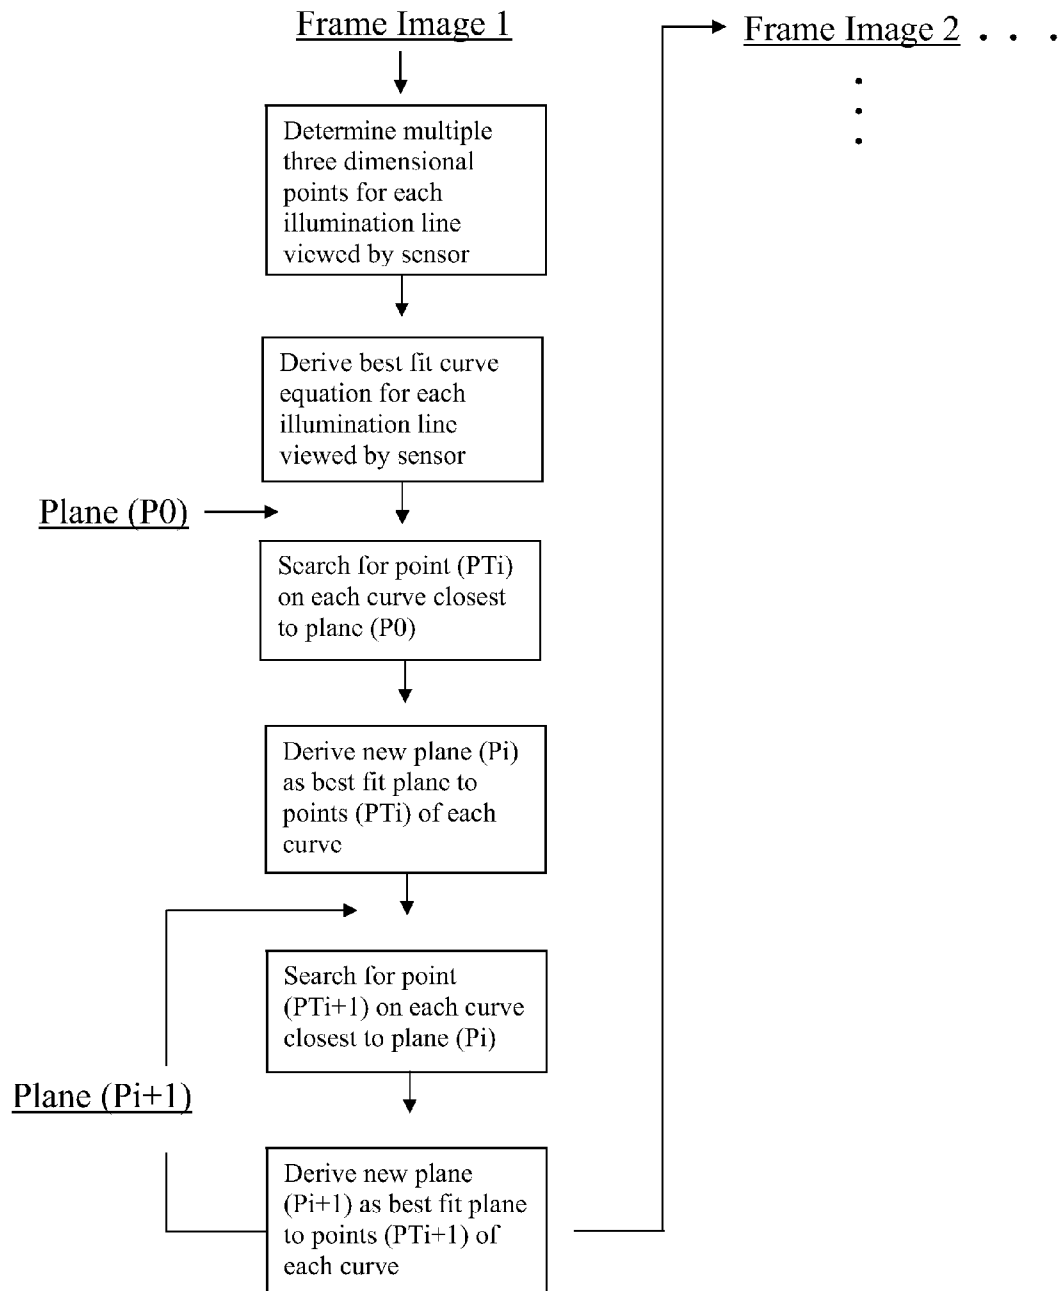 Frame Image 1
Frame Image 2 . . .
Determine multiple
three dimensional
points for each
illumination line
viewed by sensor
Derive best fit curve
equation for each
illumination line
viewed by sensor
Plane (P0)
Search for point (PTi)
on each curve closest
to plane (P0)
Derive new plane (Pi)
as best fit plane to
points (PTi) of each
curve
Search for point
(PTi+1) on each curve
closest to plane (Pi)
Plane (Pi+1)
Derive new plane
(Pi+1) as best fit plane
to points (PTi+1) of
each curve